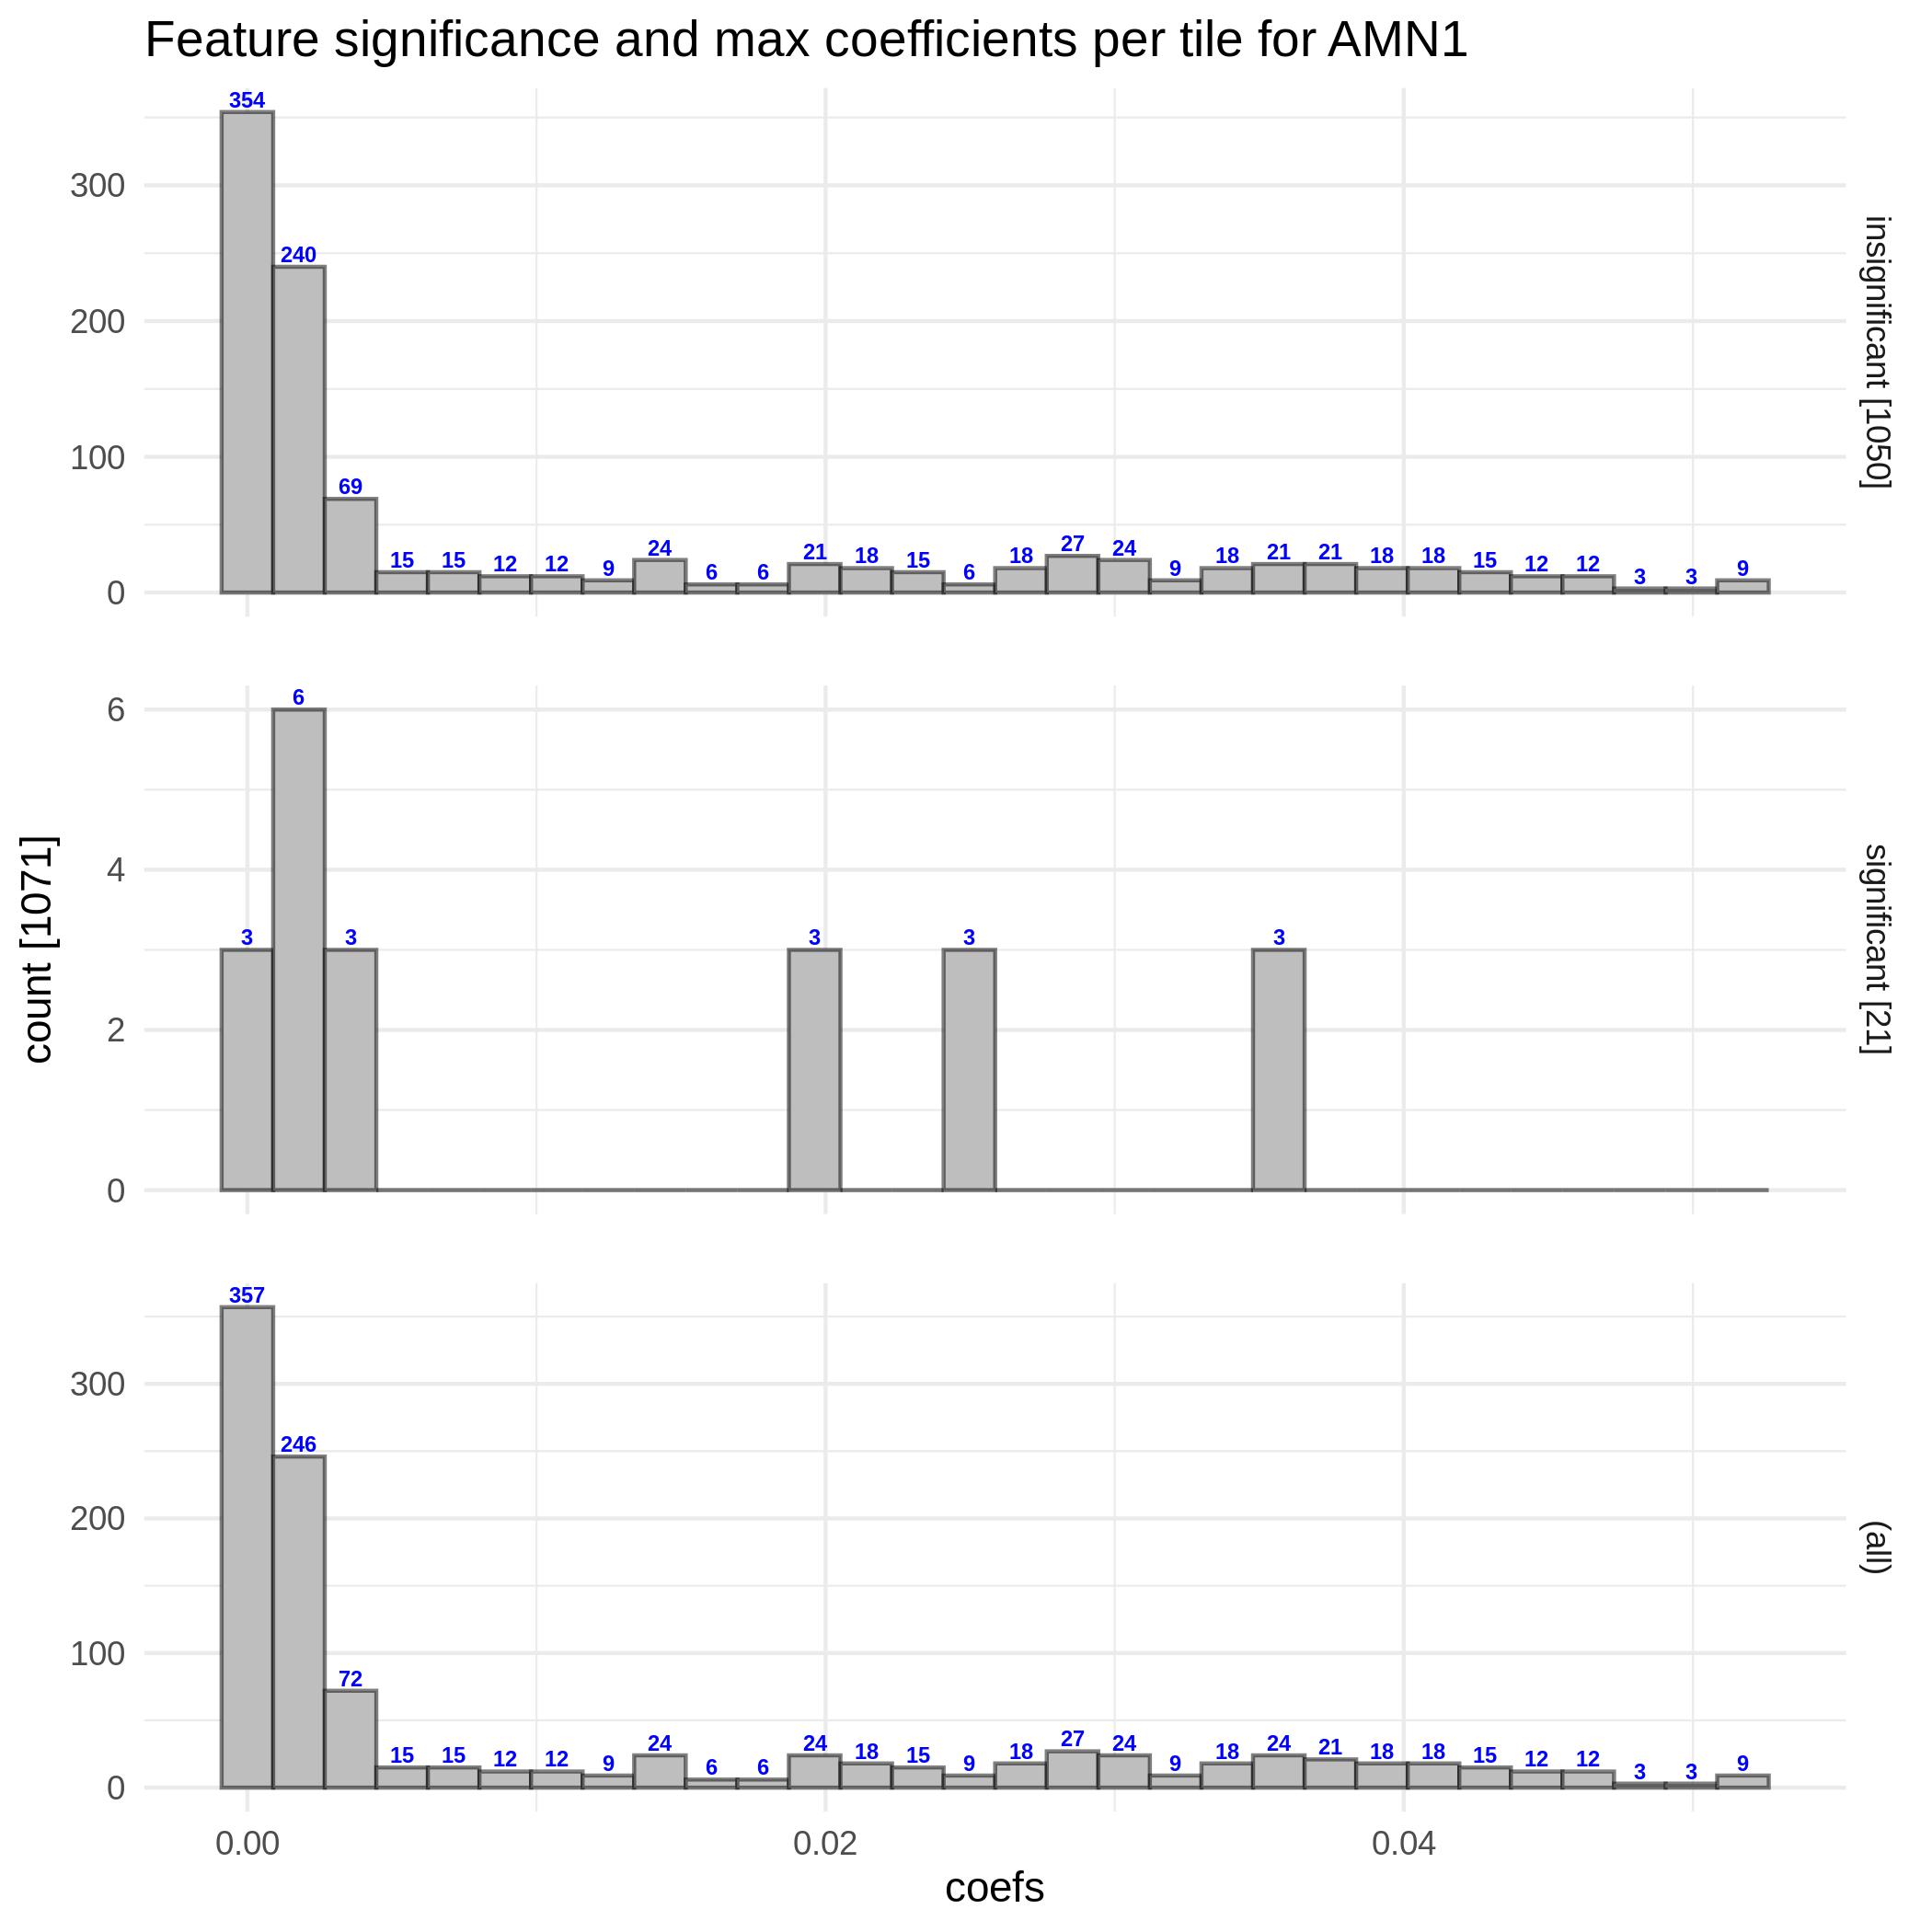 Feature significance and max coefficients per tile for AMN1
354
240
69
15 15 12 12 9 24 6 6 21 18 15 6 18 27 24 9 18 21 21 18 18 15 12 12 3 3 9
300
200
100
0
insignificant [1050]
6
3 3 3 3 3
6
4
2
0
significant [21]
count [1071]
357
246
72
15 15 12 12 9 24 6 6 24 18 15 9 18 27 24 9 18 24 21 18 18 15 12 12 3 3 9
300
200
100
0
(all)
0.00 0.02 0.04
coefs